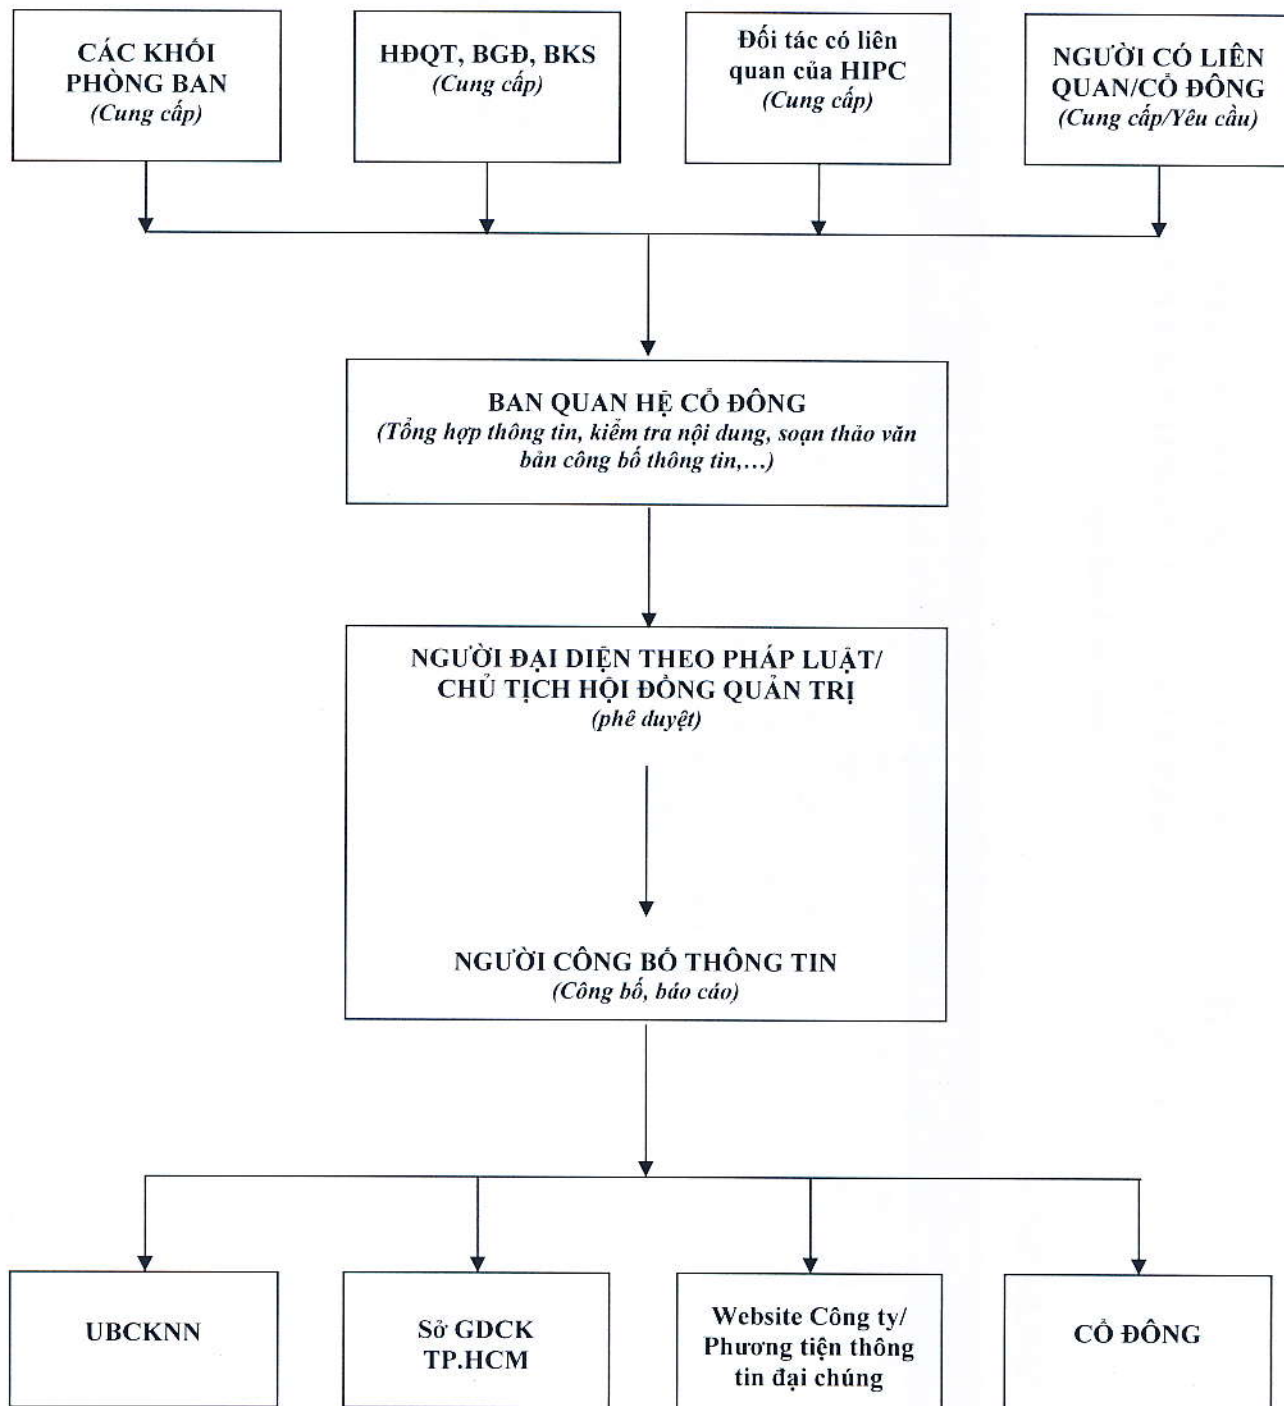 CÁC KHỐI
PHÒNG BAN
(Cung cấp)
HĐQT, BGĐ, BKS
(Cung cấp)
Đối tác có liên
quan của HIPC
(Cung cấp)
NGƯỜI CÓ LIÊN
QUAN/CỔ ĐÔNG
(Cung cấp/Yêu cầu)
BAN QUAN HỆ CỔ ĐÔNG
(Tổng hợp thông tin, kiểm tra nội dung, soạn thảo văn
bản công bố thông tin,…)
NGƯỜI ĐẠI DIỆN THEO PHÁP LUẬT/
CHỦ TỊCH HỘI ĐỒNG QUẢN TRỊ
(phê duyệt)
NGƯỜI CÔNG BỐ THÔNG TIN
(Công bố, báo cáo)
UBCKNN
Sở GDCK
TP.HCM
Website Công ty/
Phương tiện thông
tin đại chúng
CỔ ĐÔNG